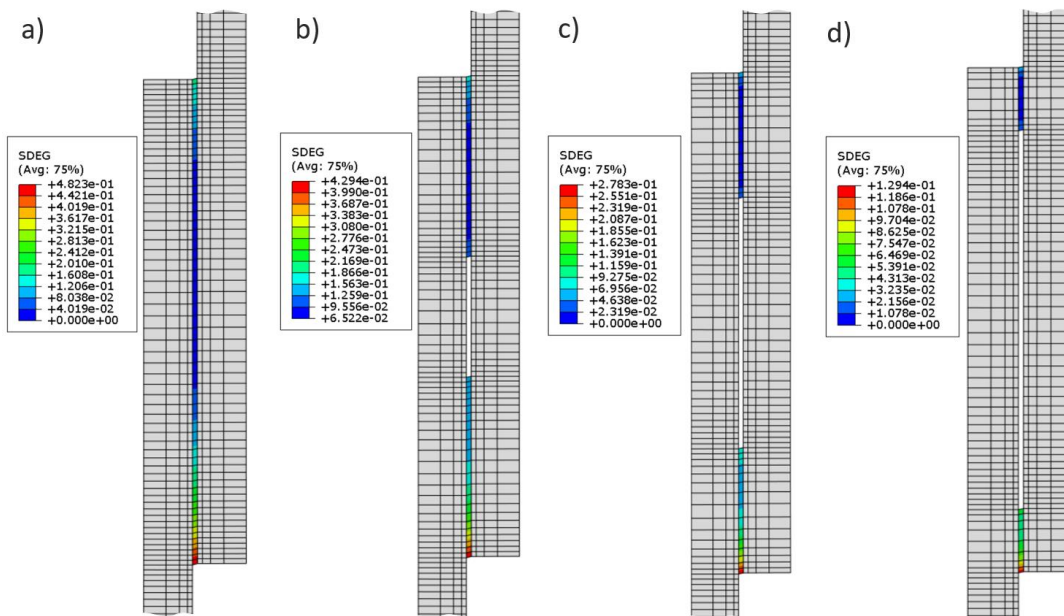 a)
b)
c)
d)
SDEG
(Avg: 75%)
+4.823e-01
+4.421e-01
+4.019e-01
+3.617e-01
+3.215e-01
+2.813e-01
+2.412e-01
+2.010e-01
+1.608e-01
+1.206e-01
+8.038e-02
+4.019e-02
+0.000e+00
SDEG
(Avg: 75%)
+4.294e-01
+3.990e-01
+3.687e-01
+3.383e-01
+3.080e-01
+2.776e-01
+2.473e-01
+2.169e-01
+1.866e-01
+1.563e-01
+1.259e-01
+9.556e-02
+6.522e-02
SDEG
(Avg: 75%)
+2.783e-01
+2.551e-01
+2.319e-01
+2.087e-01
+1.855e-01
+1.623e-01
+1.391e-01
+1.159e-01
+9.275e-02
+6.956e-02
+4.638e-02
+2.319e-02
+0.000e+00
SDEG
(Avg: 75%)
+1.294e-01
+1.186e-01
+1.078e-01
+9.704e-02
+8.625e-02
+7.547e-02
+6.469e-02
+5.391e-02
+4.313e-02
+3.235e-02
+2.156e-02
+1.078e-02
+0.000e+00